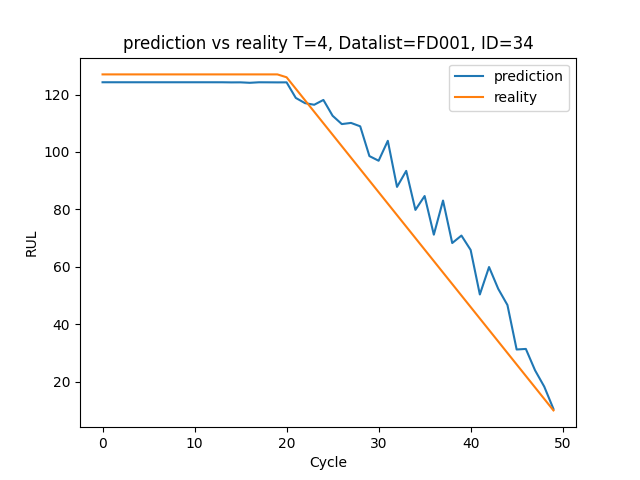 prediction vs reality T=4, Datalist=FD001, ID=34
prediction
reality
120
100
80
60
40
20
RUL
0 10 20 30 40 50
Cycle